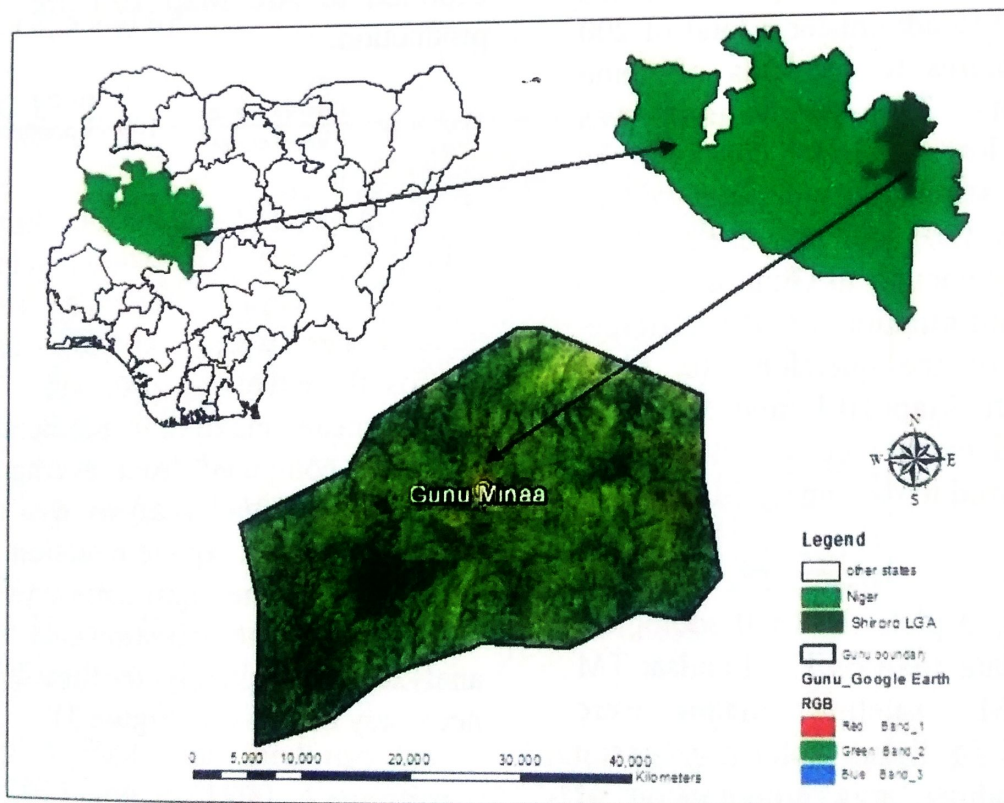 N
W E
S
Gunu Minaa
Legend
other states
Niger
Shiroro LGA
Gunu boundary
Gunu_Google Earth
RGB
Red Band_1
Green Band_2
Blue Band_3
0 5,000 10,000 20,000 30,000 40,000
Kilometers